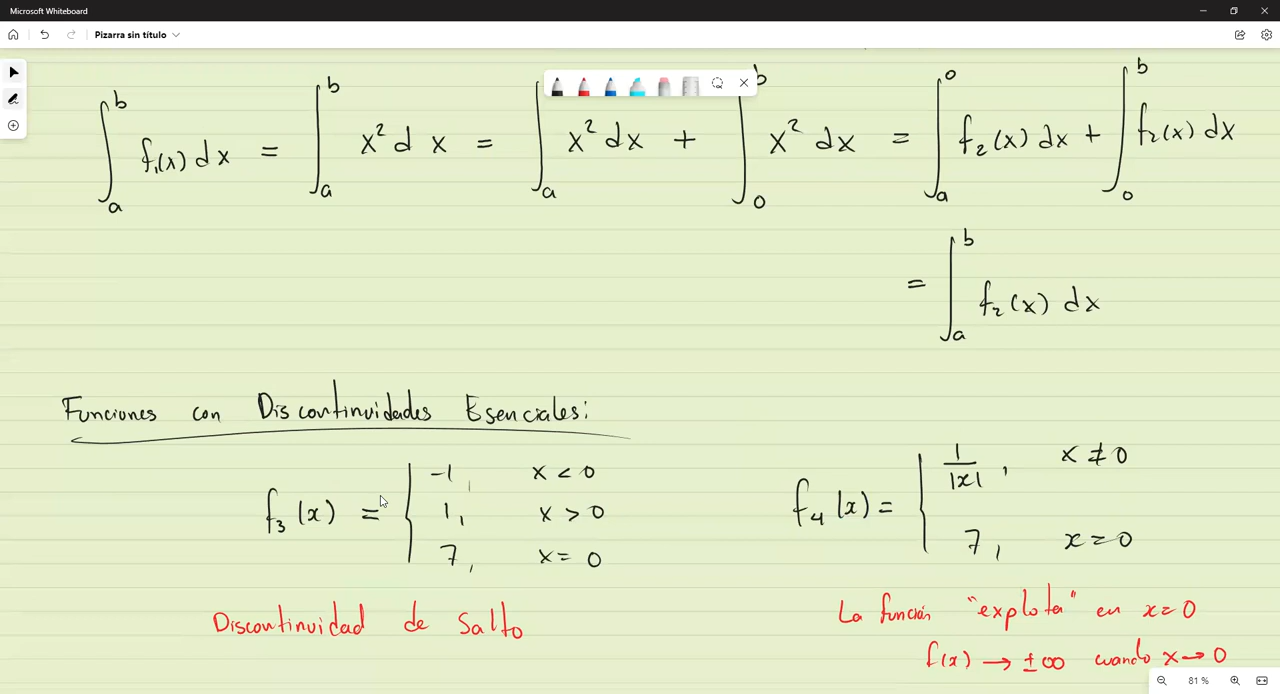 Microsoft Whiteboard
Pizarra sin título
∫_a^b f₁(x) dx = ∫_a^b x² d x = ∫_a x² dx + ∫_0^b x² dx = ∫_a^0 f₂(x) dx + ∫_0^b f₂(x) dx
= ∫_a^b f₂(x) dx
Funciones con Discontinuidades Esenciales:
f₃(x) = { -1, x < 0
1, x > 0
7, x = 0
f₄(x) = { 1/|x|, x ≠ 0
7, x = 0
Discontinuidad de Salto
La función "explota" en x = 0
f(x) → ±∞ cuando x → 0
81 %